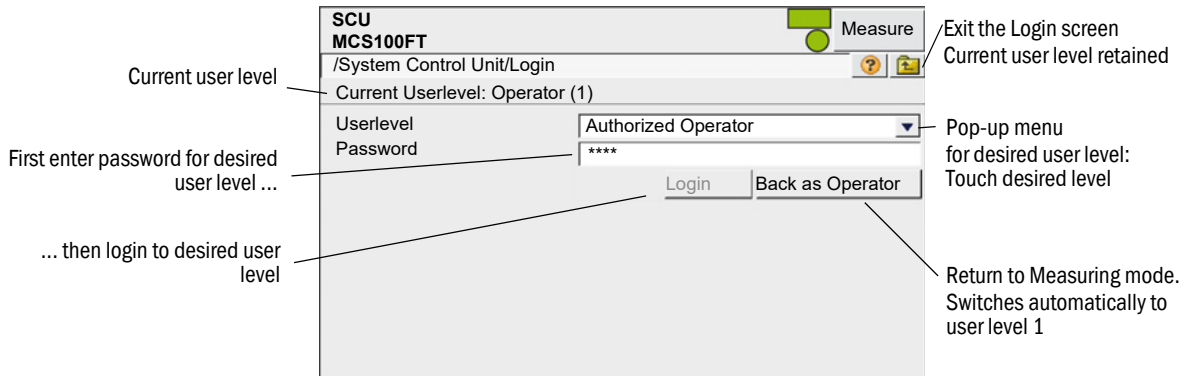 SCU
MCS100FT
Measure
/System Control Unit/Login
?
Current Userlevel: Operator (1)
Userlevel
Authorized Operator
Password
****
Login
Back as Operator
Current user level
First enter password for desired
user level ...
... then login to desired user
level
Exit the Login screen
Current user level retained
Pop-up menu
for desired user level:
Touch desired level
Return to Measuring mode.
Switches automatically to
user level 1